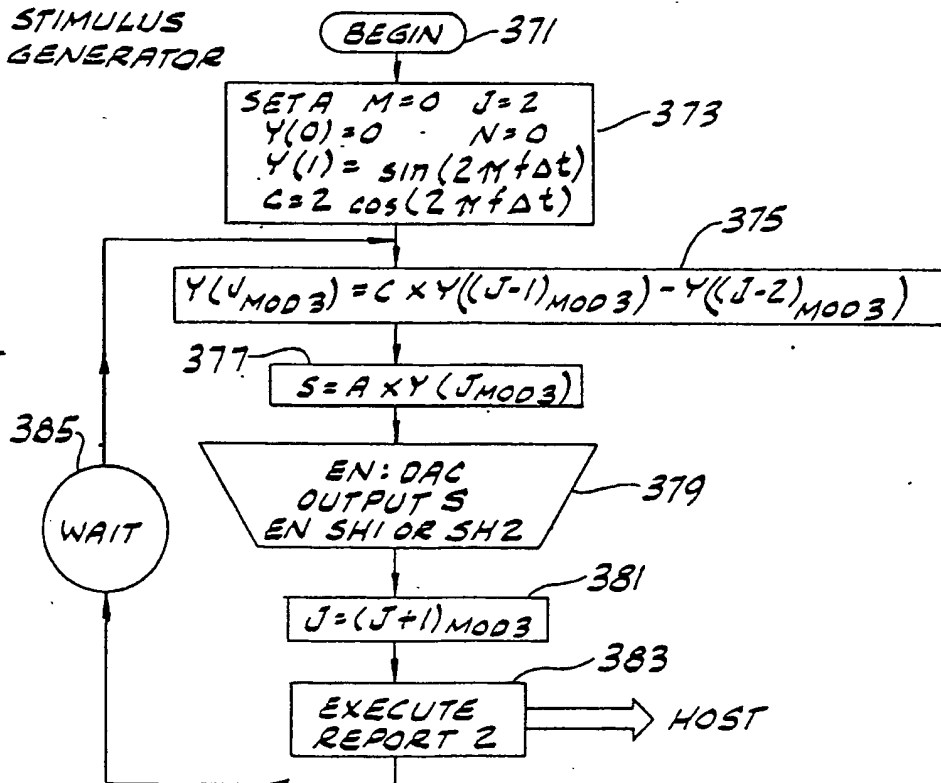 STIMULUS
GENERATOR
BEGIN
371
SET A M=0 J=2
Y(0)=0 N=0
Y(1)= sin(2πfΔt)
C=2 cos(2πfΔt)
373
375
Y(J MOD 3) = C x Y((J-1) MOD 3) - Y((J-2) MOD 3)
377
S = A x Y (J MOD 3)
385
WAIT
EN: DAC
OUTPUT S
EN SH1 OR SH2
379
381
J=(J+1) MOD 3
383
EXECUTE
REPORT 2
HOST